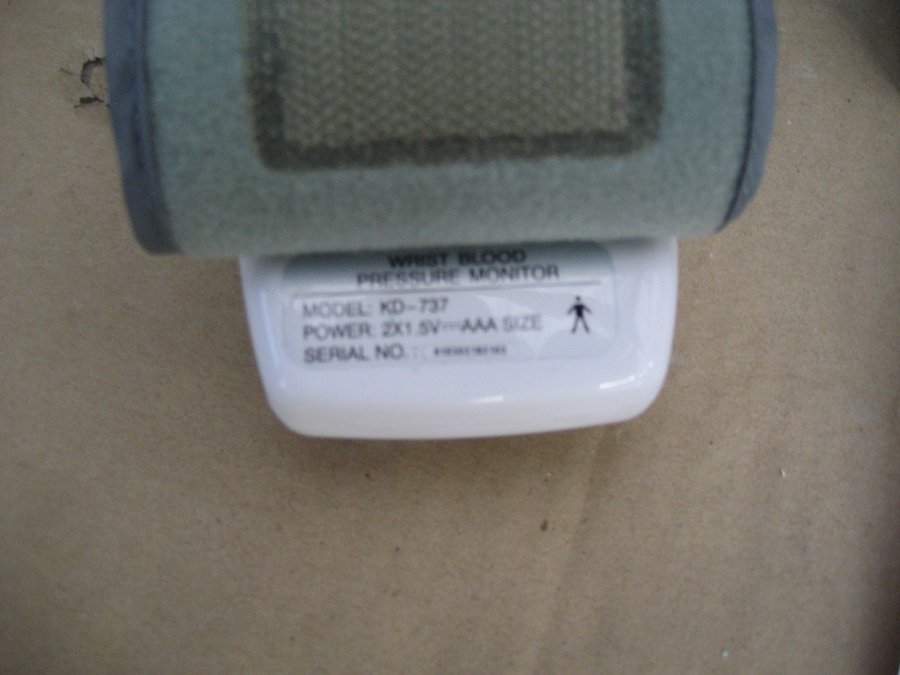 WRIST BLOOD
PRESSURE MONITOR
MODEL: KD-737
POWER: 2X1.5V⎓AAA SIZE
SERIAL NO. :